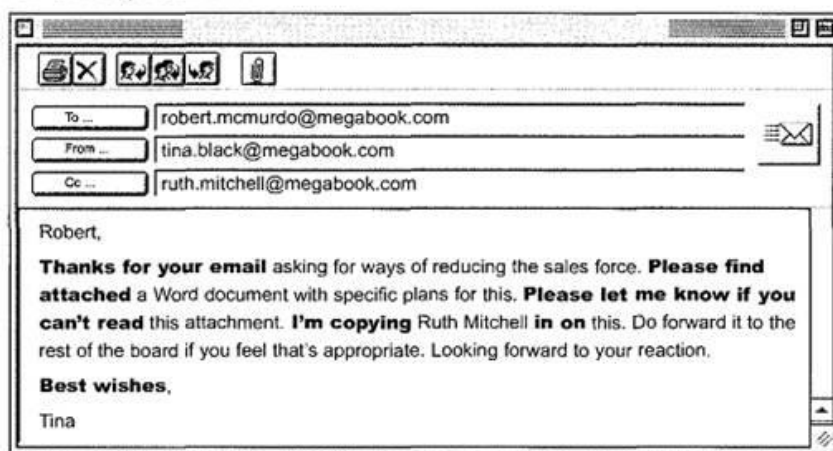 To ...
robert.mcmurdo@megabook.com
From ...
tina.black@megabook.com
Cc ...
ruth.mitchell@megabook.com
Robert,
Thanks for your email asking for ways of reducing the sales force. Please find
attached a Word document with specific plans for this. Please let me know if you
can't read this attachment. I'm copying Ruth Mitchell in on this. Do forward it to the
rest of the board if you feel that's appropriate. Looking forward to your reaction.
Best wishes,
Tina